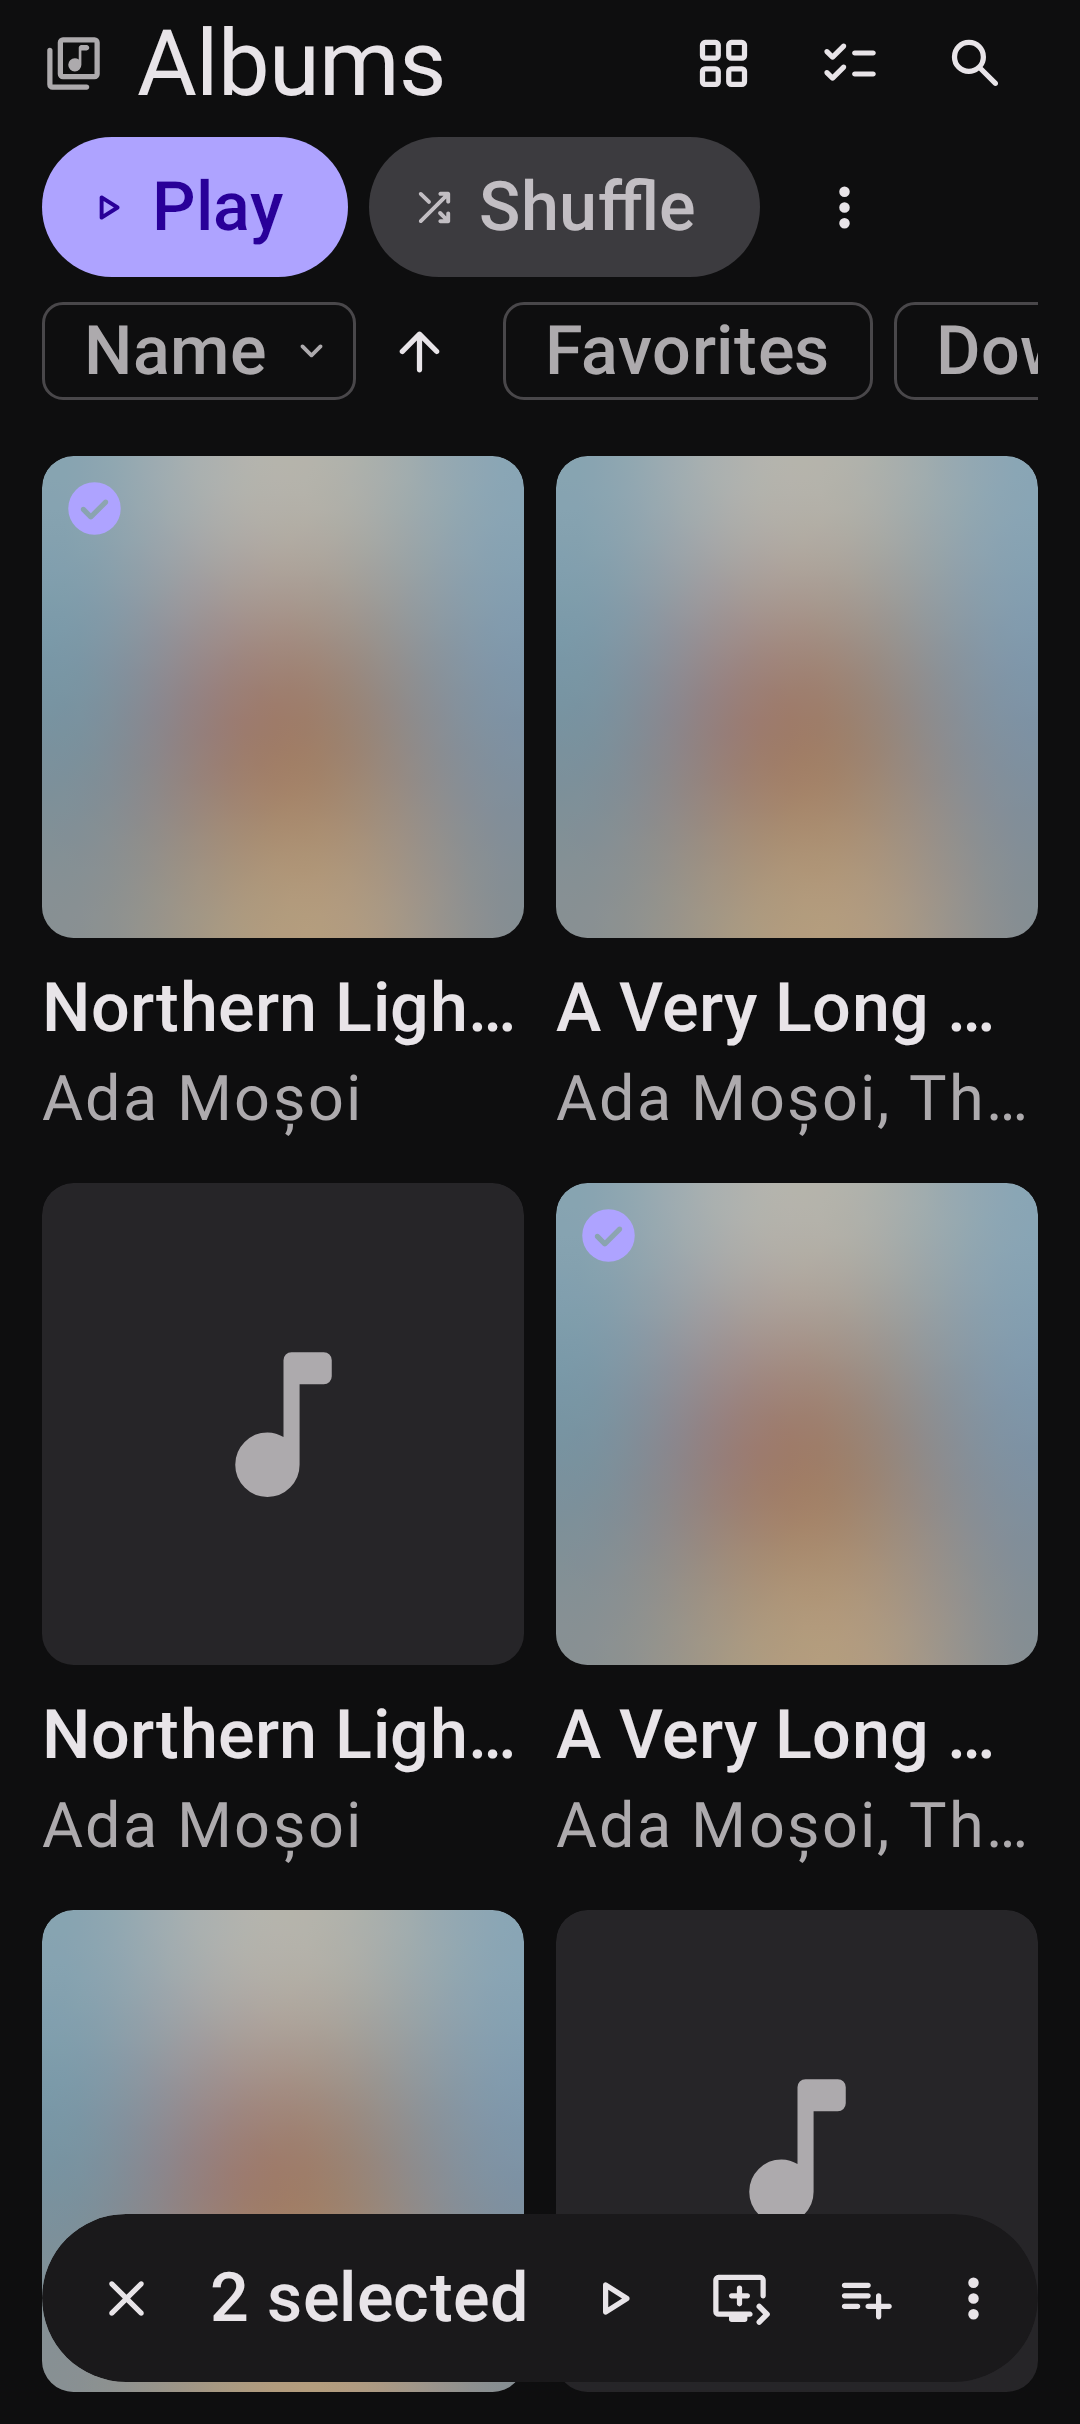 Albums
Play
Shuffle
Name
Favorites
Dov
Northern Ligh...
A Very Long ...
Ada Moșoi
Ada Moșoi, Th...
Northern Ligh...
A Very Long ...
Ada Moșoi
Ada Moșoi, Th...
2 selected